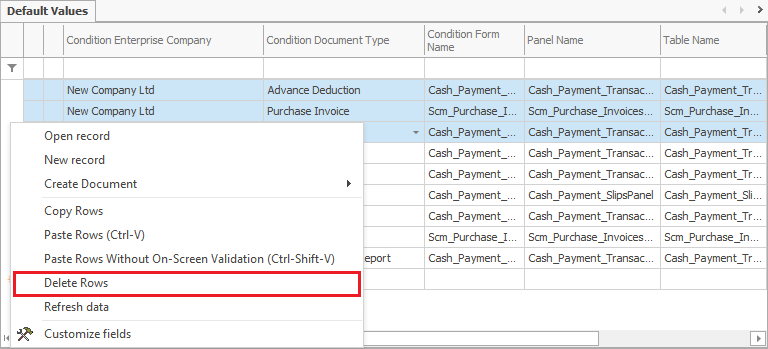 Default Values
Condition Enterprise Company Condition Document Type Condition Form Name Panel Name Table Name
New Company Ltd Advance Deduction Cash_Payment_... Cash_Payment_Transac... Cash_Payment_Tr...
New Company Ltd Purchase Invoice Scm_Purchase_... Scm_Purchase_Invoices... Scm_Purchase_In...
Cash_Payment_... Cash_Payment_Transac... Cash_Payment_Tr...
Cash_Payment_... Cash_Payment_Transac... Cash_Payment_Tr...
Cash_Payment_... Cash_Payment_Transac... Cash_Payment_Tr...
Cash_Payment_... Cash_Payment_SlipsPanel Cash_Payment_Sli...
Cash_Payment_... Cash_Payment_Transac... Cash_Payment_Tr...
Scm_Purchase_... Scm_Purchase_Invoices... Scm_Purchase_In...
eport Cash_Payment_... Cash_Payment_Transac... Cash_Payment_Tr...
Open record
New record
Create Document
Copy Rows
Paste Rows (Ctrl-V)
Paste Rows Without On-Screen Validation (Ctrl-Shift-V)
Delete Rows
Refresh data
Customize fields